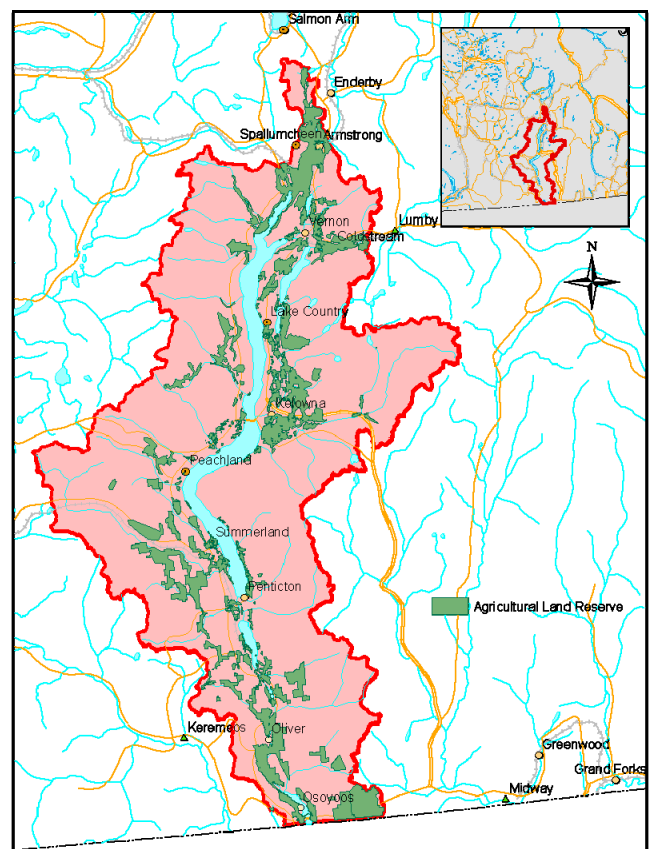 Salmon Arm
Enderby
Spallumcheen
Armstrong
Vernon
Lumby
Coldstream
N
Lake Country
Kelowna
Peachland
Summerland
Penticton
Agricultural Land Reserve
Keremeos
Oliver
Greenwood
Grand Forks
Osoyoos
Midway